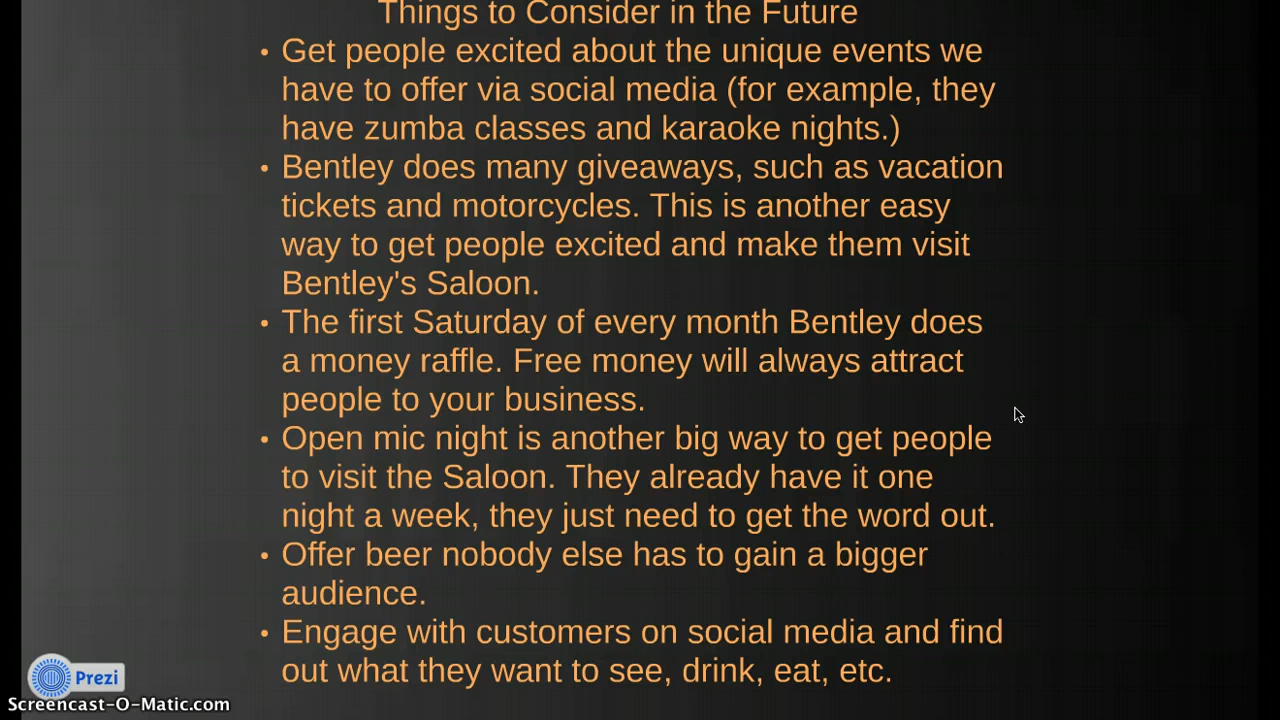 Things to Consider in the Future
• Get people excited about the unique events we
have to offer via social media (for example, they
have zumba classes and karaoke nights.)
• Bentley does many giveaways, such as vacation
tickets and motorcycles. This is another easy
way to get people excited and make them visit
Bentley's Saloon.
• The first Saturday of every month Bentley does
a money raffle. Free money will always attract
people to your business.
• Open mic night is another big way to get people
to visit the Saloon. They already have it one
night a week, they just need to get the word out.
• Offer beer nobody else has to gain a bigger
audience.
• Engage with customers on social media and find
out what they want to see, drink, eat, etc.
Prezi
Screencast-O-Matic.com